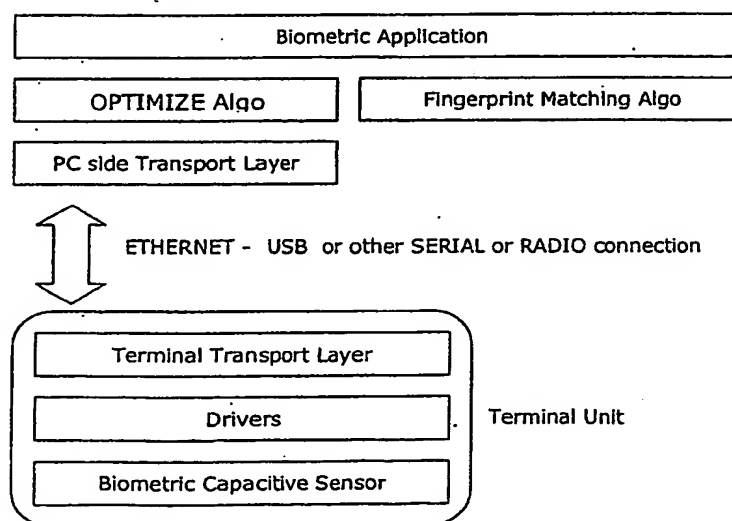 Biometric Application
OPTIMIZE Algo
Fingerprint Matching Algo
PC side Transport Layer
ETHERNET - USB or other SERIAL or RADIO connection
Terminal Transport Layer
Drivers
Terminal Unit
Biometric Capacitive Sensor